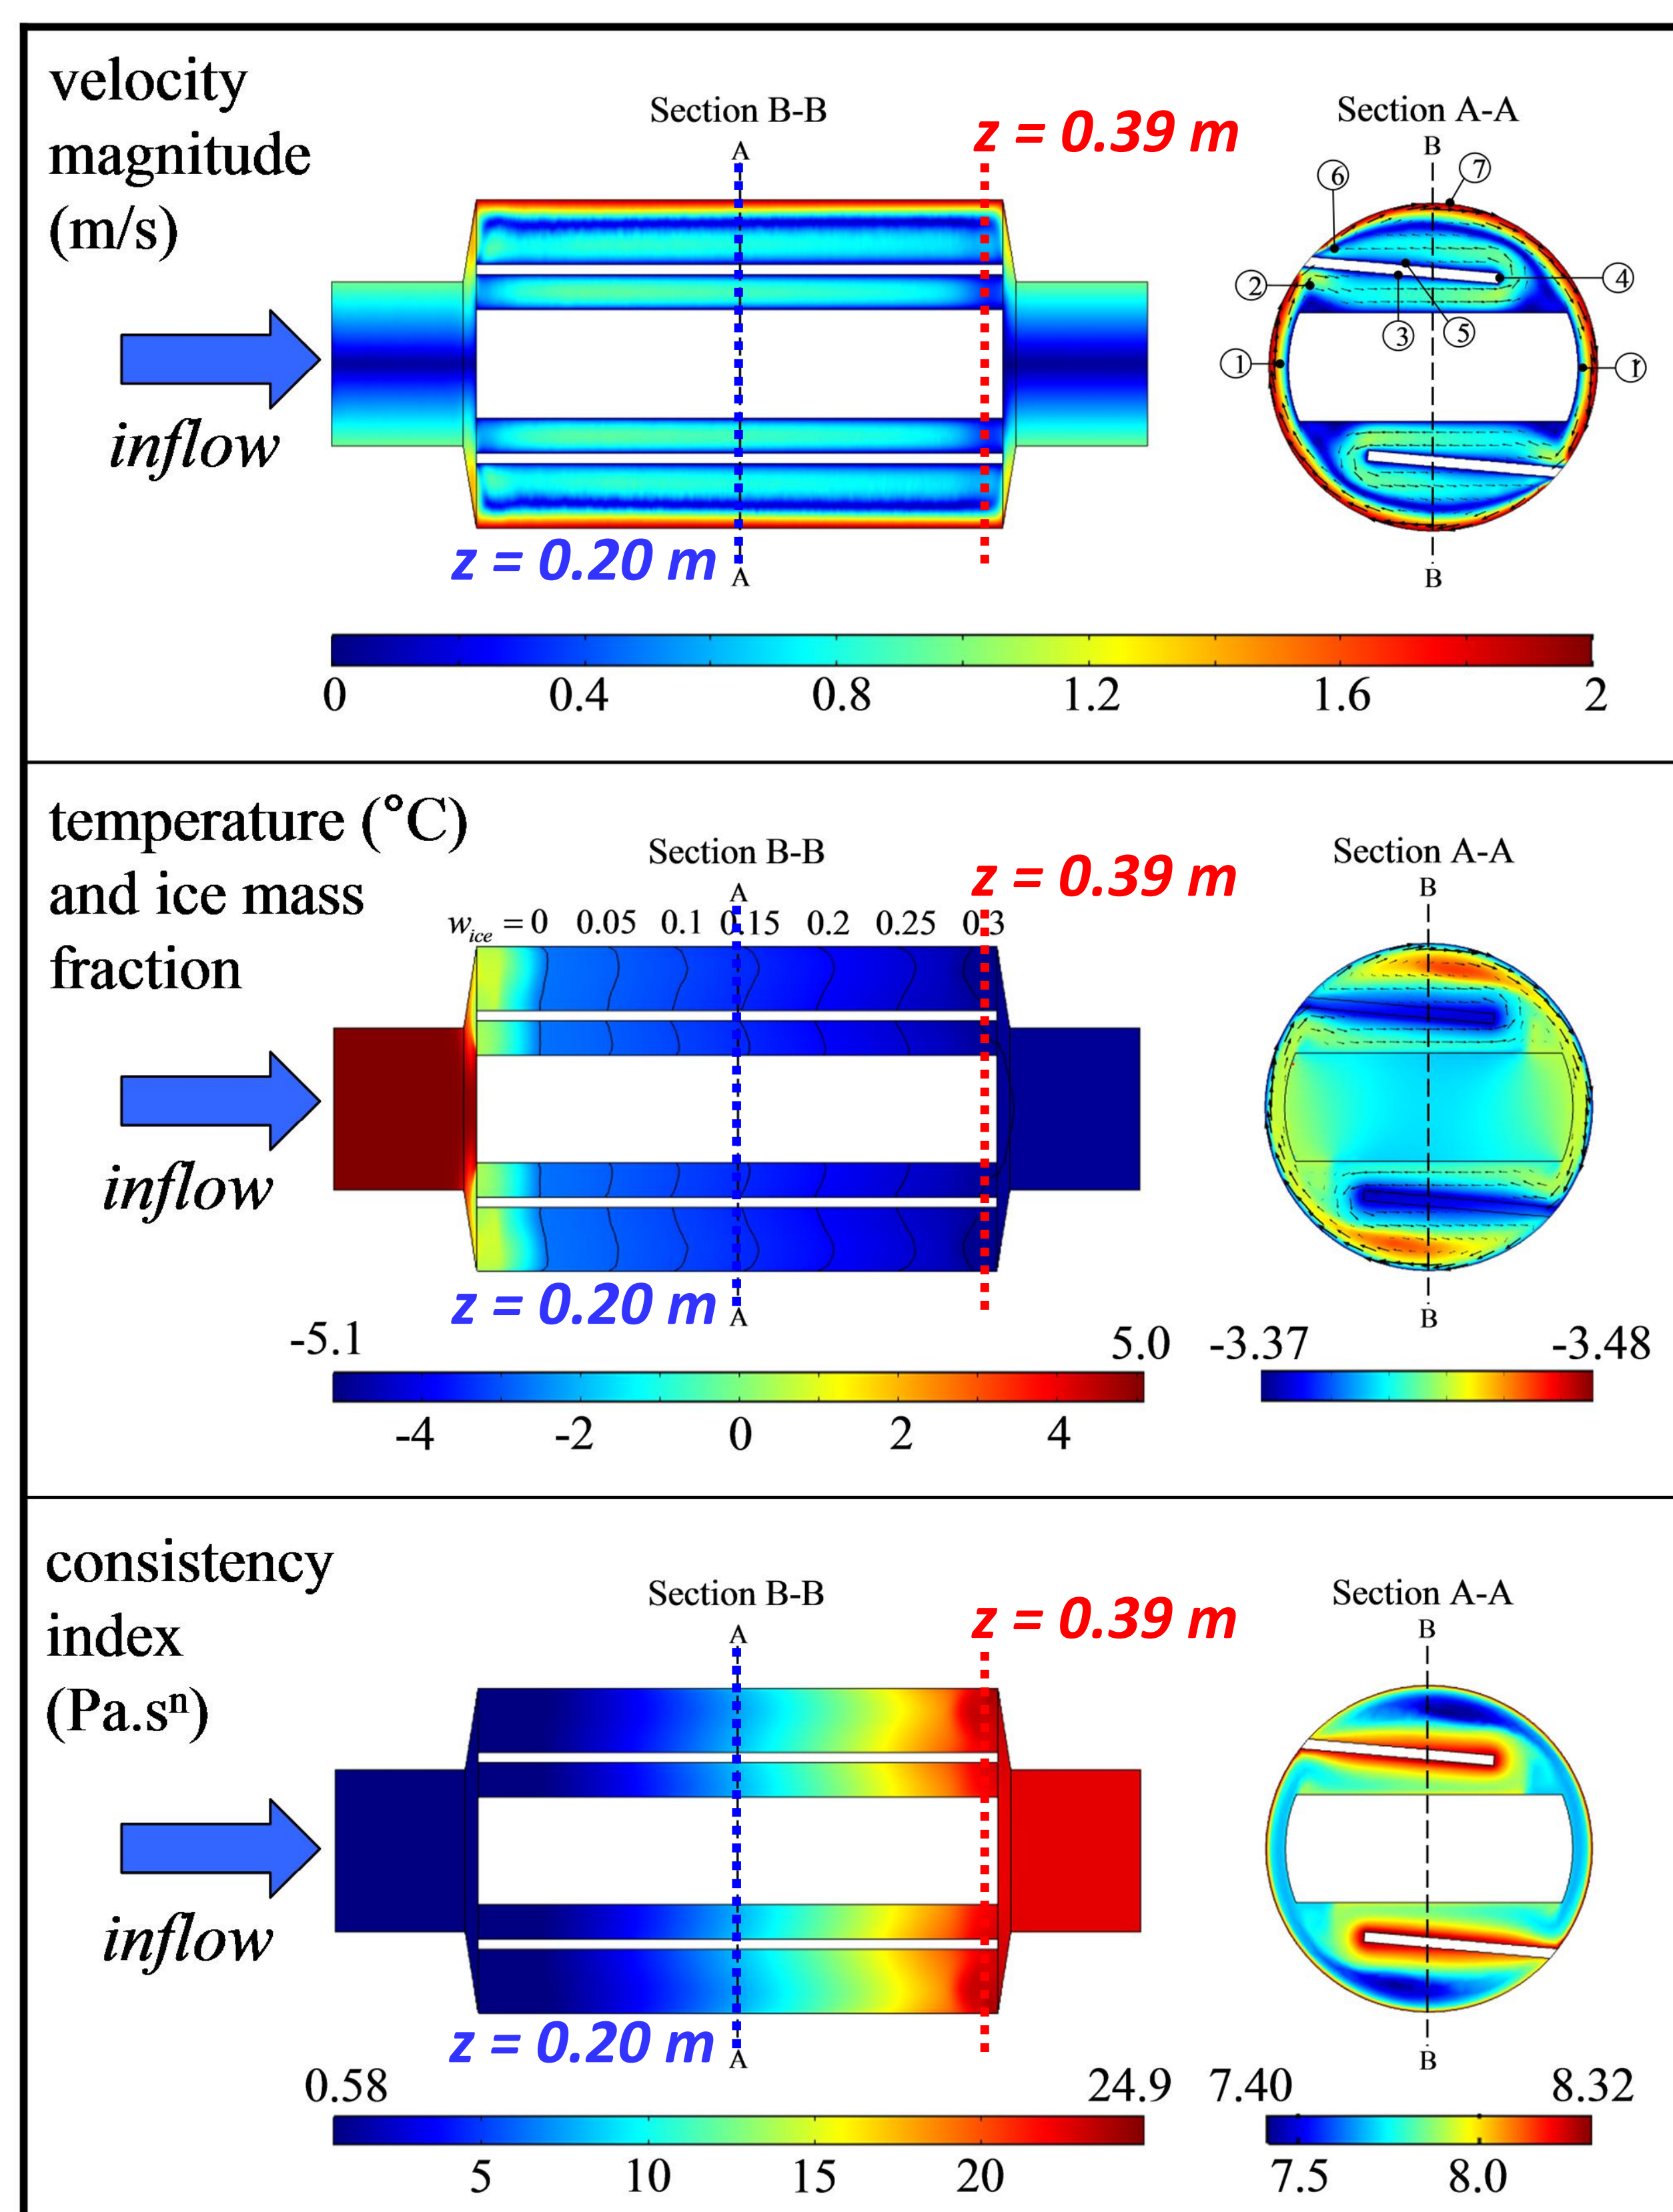 velocity
magnitude
(m/s)
Section B-B
z = 0.39 m
Section A-A
A
B
6
7
2
4
3
5
1
1'
inflow
z = 0.20 m
A
B
0 0.4 0.8 1.2 1.6 2
temperature (°C)
and ice mass
fraction
Section B-B
z = 0.39 m
Section A-A
A
B
wice = 0 0.05 0.1 0.15 0.2 0.25 0.3
inflow
z = 0.20 m
A
B
-5.1 5.0 -3.37 -3.48
-4 -2 0 2 4
consistency
index
(Pa.sⁿ)
Section B-B
z = 0.39 m
Section A-A
A
B
inflow
z = 0.20 m
A
B
0.58 24.9 7.40 8.32
5 10 15 20 7.5 8.0